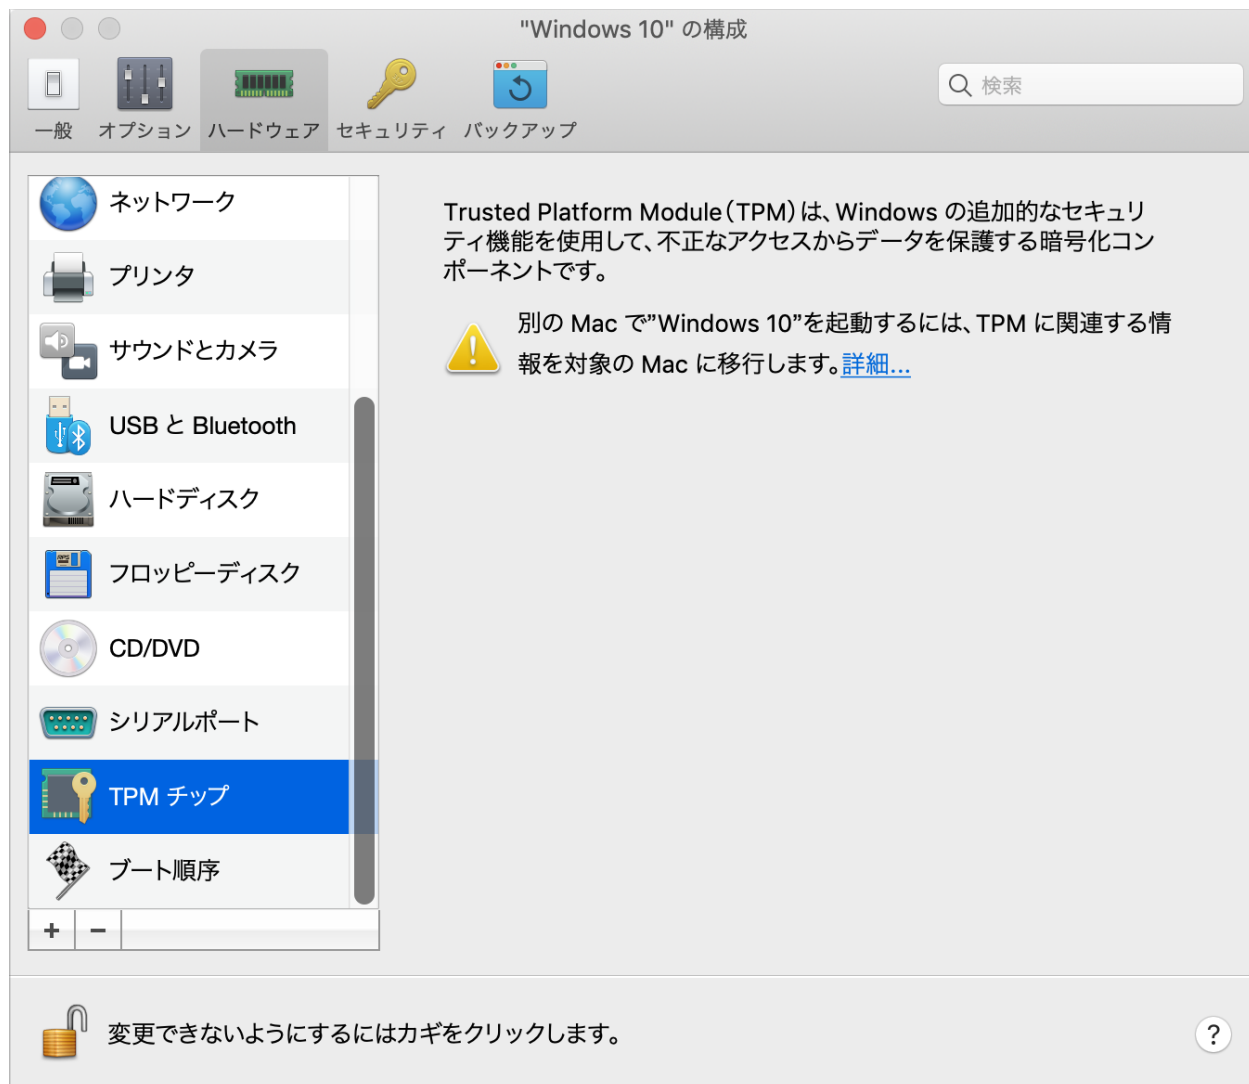 "Windows 10" の構成
一般
オプション
ハードウェア
セキュリティ
バックアップ
検索
ネットワーク
プリンタ
サウンドとカメラ
USB と Bluetooth
ハードディスク
フロッピーディスク
CD/DVD
シリアルポート
TPM チップ
ブート順序
+
−
Trusted Platform Module（TPM）は、Windows の追加的なセキュリ
ティ機能を使用して、不正なアクセスからデータを保護する暗号化コン
ポーネントです。
別の Mac で”Windows 10”を起動するには、TPM に関連する情
報を対象の Mac に移行します。詳細...
変更できないようにするにはカギをクリックします。
?